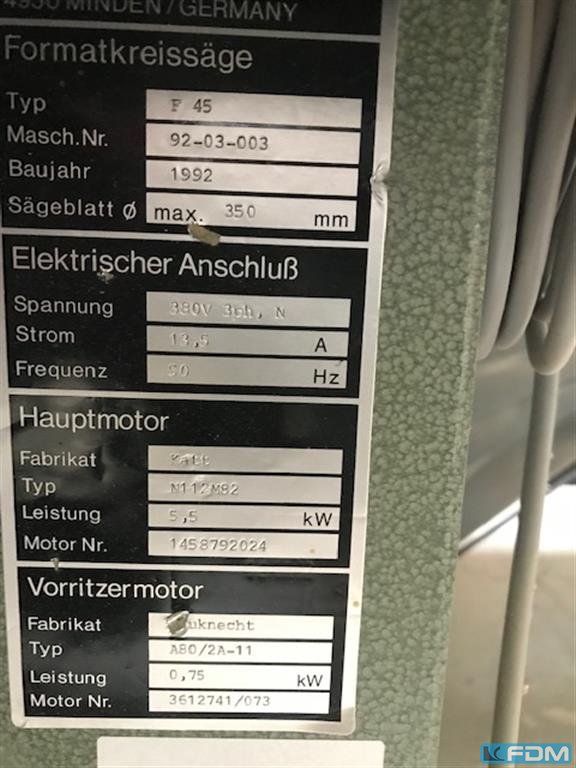 4950 MINDEN/GERMANY
Formatkreissäge
Typ F 45
Masch.Nr. 92-03-003
Baujahr 1992
Sägeblatt ø max. 350 mm
Elektrischer Anschluß
Spannung 380V 3Ph, N
Strom 13,5 A
Frequenz 50 Hz
Hauptmotor
Fabrikat Katt
Typ N112M82
Leistung 5,5 kW
Motor Nr. 1458792024
Vorritzermotor
Fabrikat
Typ A80/2A-11
Leistung 0,75 kW
Motor Nr. 3612741/073
KFDM